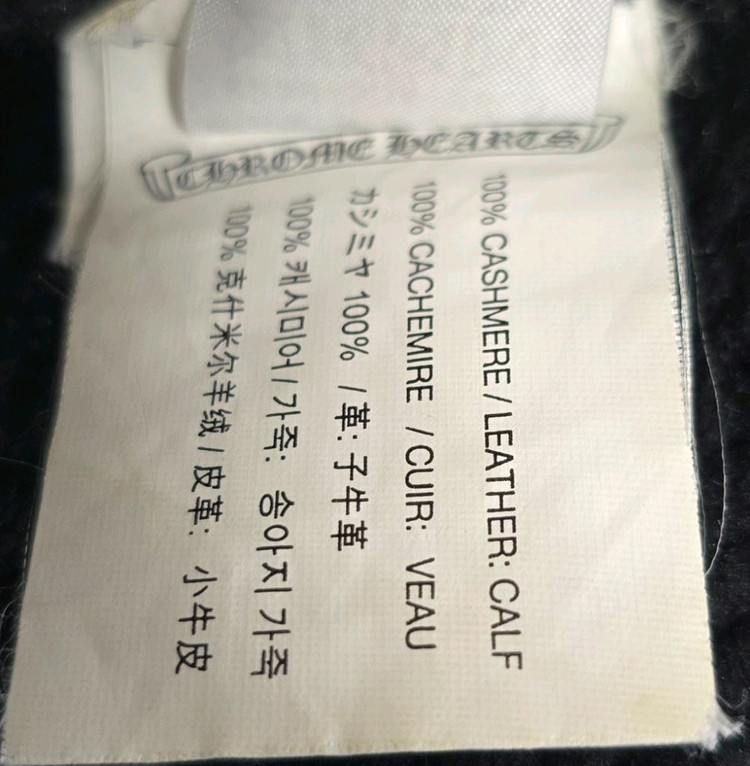 CHROME HEARTS
100% CASHMERE / LEATHER: CALF
100% CACHEMIRE / CUIR: VEAU
カシミヤ 100% / 革: 子牛革
100% 캐시미어 / 가죽: 송아지 가죽
100% 克什米尔羊绒 / 皮革: 小牛皮